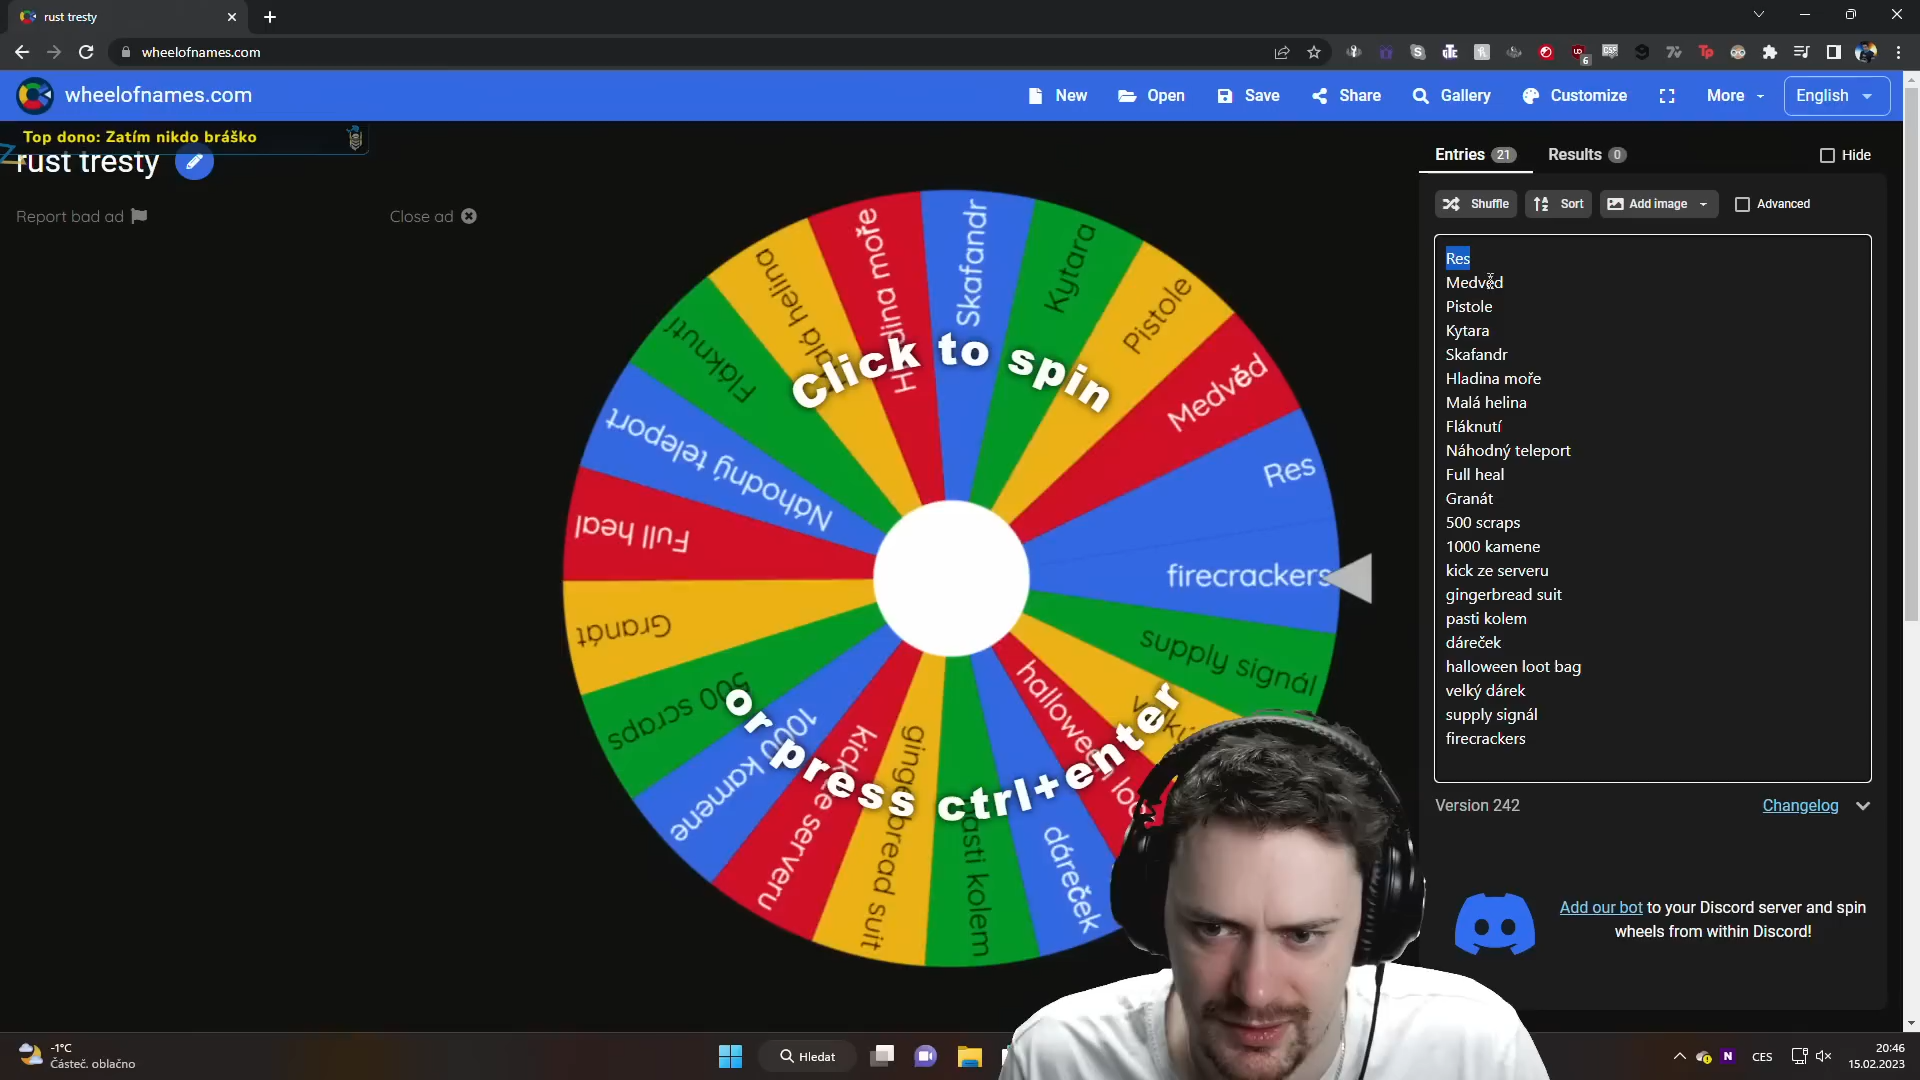 rust tresty
wheelofnames.com
6
wheelofnames.com
New
Open
Save
Share
Gallery
Customize
More
English
Top dono: Zatím nikdo bráško
rust tresty
Report bad ad
Close ad
Entries 21
Results 0
Hide
Shuffle
Sort
Add image
Advanced
Res
Medvěd
Pistole
Kytara
Skafandr
Hladina moře
Malá helina
Fláknutí
Náhodný teleport
Full heal
Granát
500 scraps
1000 kamene
kick ze serveru
gingerbread suit
pasti kolem
dáreček
halloween loot bag
velký dárek
supply signál
firecrackers
Version 242
Changelog
Add our bot to your Discord server and spin
wheels from within Discord!
Click to spin
or press ctrl+enter
Skafandr
Kytara
Pistole
Medvěd
Res
firecrackers
supply signál
dáreček
pasti kolem
gingerbread suit
kick ze serveru
1000 kamene
500 scraps
Granát
Full heal
Náhodný teleport
Fláknutí
Malá helina
Hladina moře
-1°C
Částeč. oblačno
Hledat
CES
20:46
15.02.2023